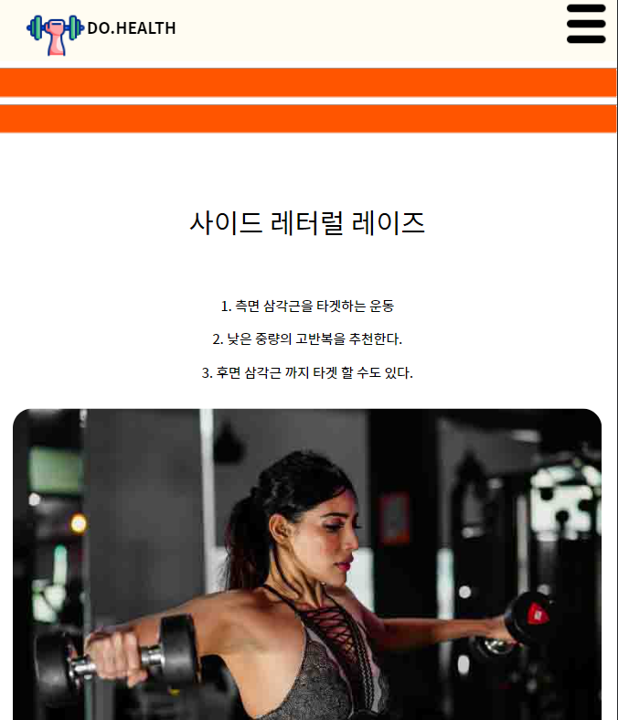 DO.HEALTH
사이드 레터럴 레이즈
1. 측면 삼각근을 타겟하는 운동
2. 낮은 중량의 고반복을 추천한다.
3. 후면 삼각근 까지 타겟 할 수도 있다.